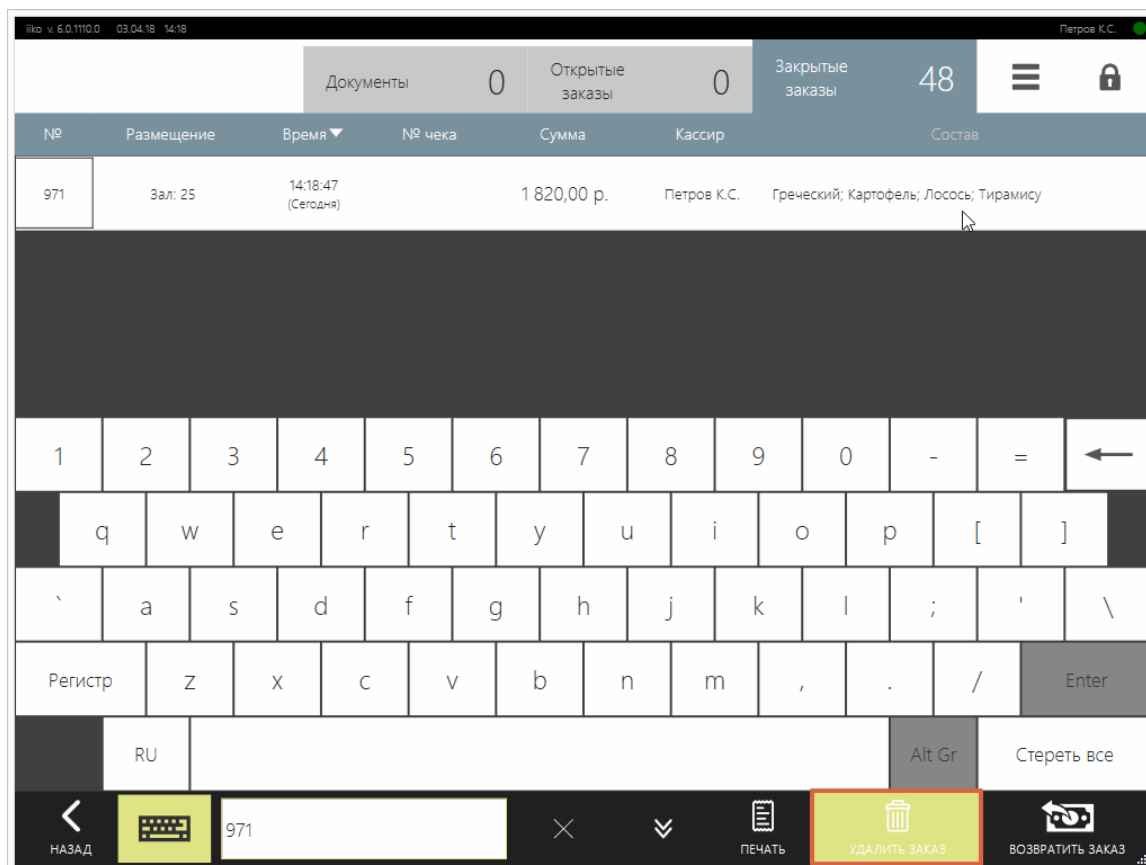 iiko v. 6.0.1110.0 03.04.18 14:18 Петров К.С.
Документы 0 Открытые заказы 0 Закрытые заказы 48
№ Размещение Время № чека Сумма Кассир Состав
971 Зал: 25 14:18:47 (Сегодня) 1 820,00 р. Петров К.С. Греческий; Картофель; Лосось; Тирамису
1 2 3 4 5 6 7 8 9 0 - =
q w e r t y u i o p [ ]
` a s d f g h j k l ; ' \
Регистр z x c v b n m , . / Enter
RU Alt Gr Стереть все
971
НАЗАД ПЕЧАТЬ УДАЛИТЬ ЗАКАЗ ВОЗВРАТИТЬ ЗАКАЗ